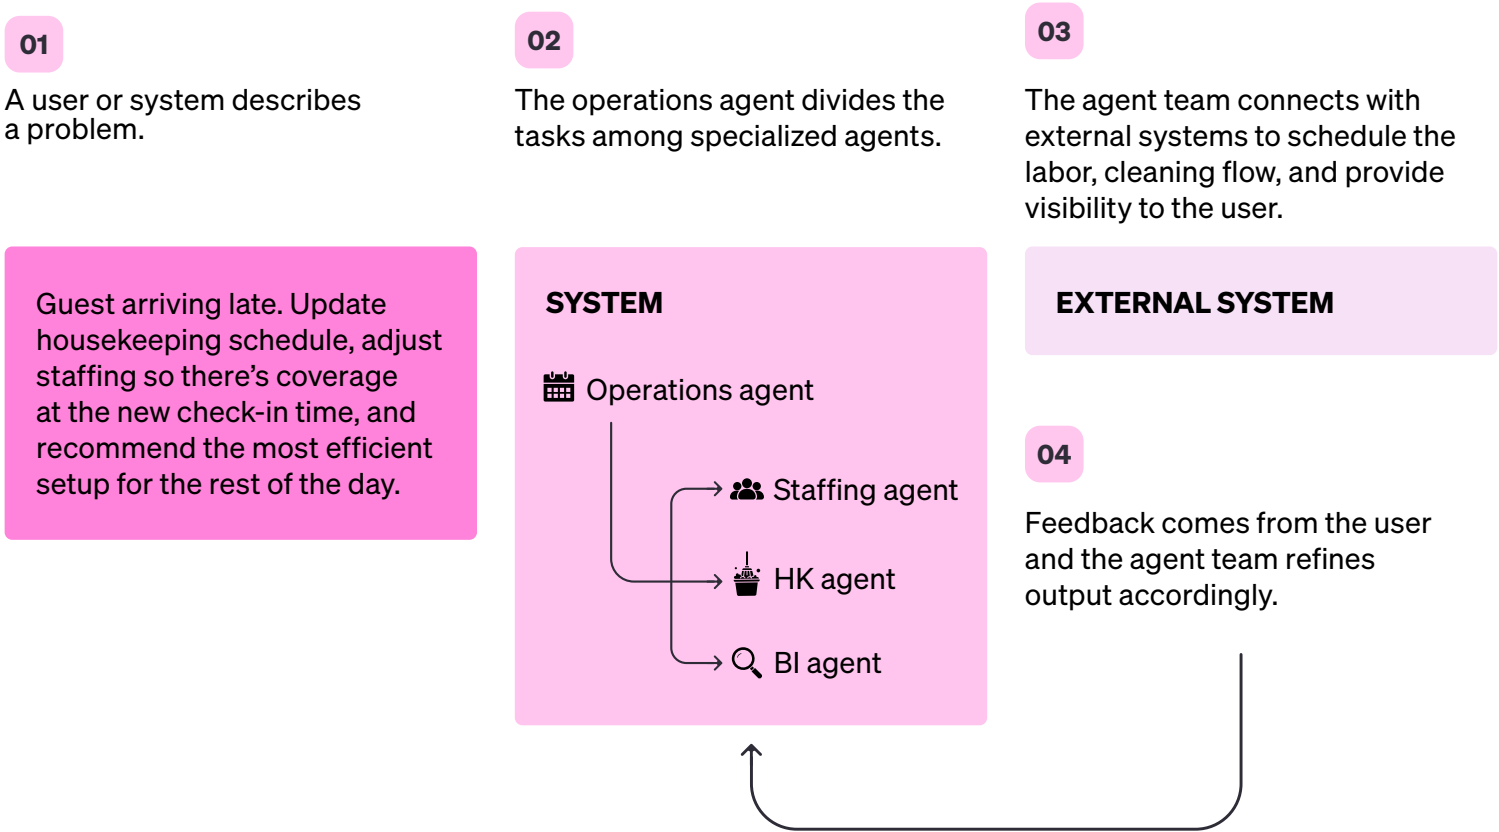 01
A user or system describes
a problem.
Guest arriving late. Update
housekeeping schedule, adjust
staffing so there’s coverage
at the new check-in time, and
recommend the most efficient
setup for the rest of the day.
02
The operations agent divides the
tasks among specialized agents.
SYSTEM
Operations agent
Staffing agent
HK agent
BI agent
03
The agent team connects with
external systems to schedule the
labor, cleaning flow, and provide
visibility to the user.
EXTERNAL SYSTEM
04
Feedback comes from the user
and the agent team refines
output accordingly.